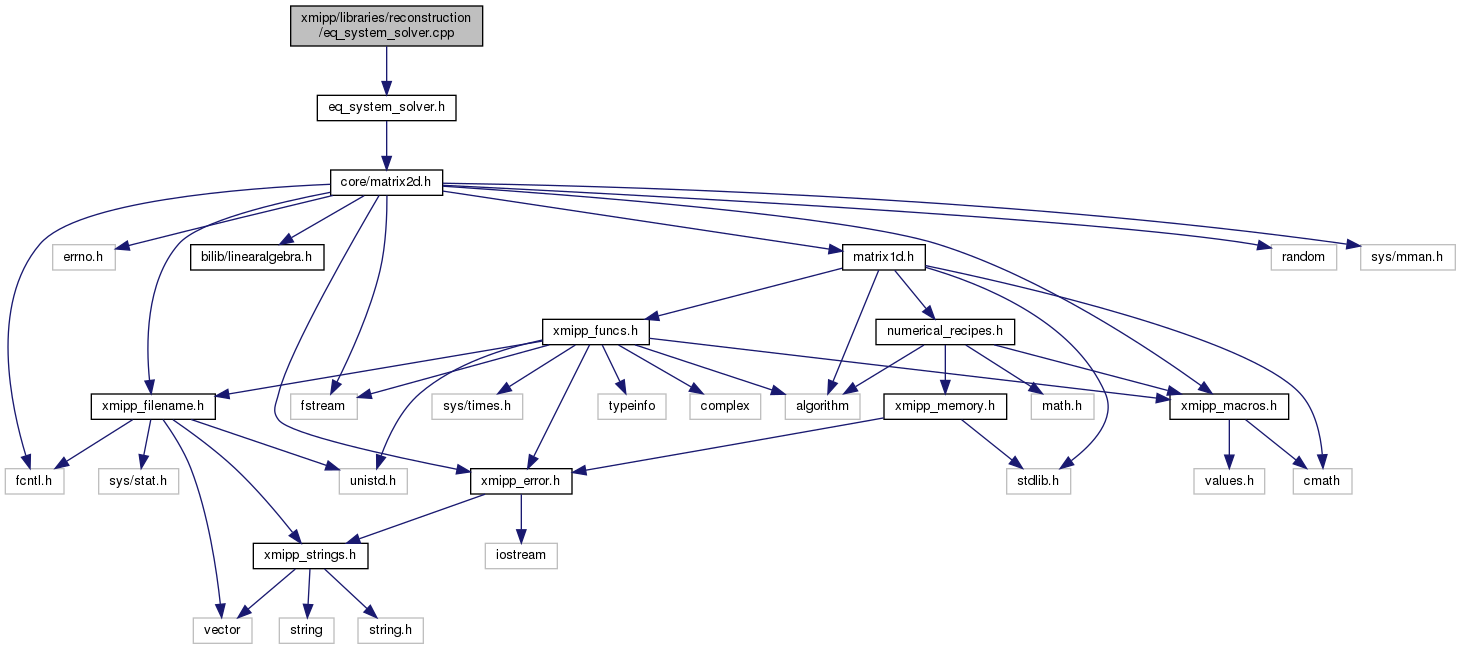 xmipp/libraries/reconstruction
/eq_system_solver.cpp
eq_system_solver.h
core/matrix2d.h
errno.h
bilib/linearalgebra.h
matrix1d.h
random
sys/mman.h
xmipp_funcs.h
numerical_recipes.h
xmipp_filename.h
fstream
sys/times.h
typeinfo
complex
algorithm
xmipp_memory.h
math.h
xmipp_macros.h
fcntl.h
sys/stat.h
unistd.h
xmipp_error.h
stdlib.h
values.h
cmath
xmipp_strings.h
iostream
vector
string
string.h